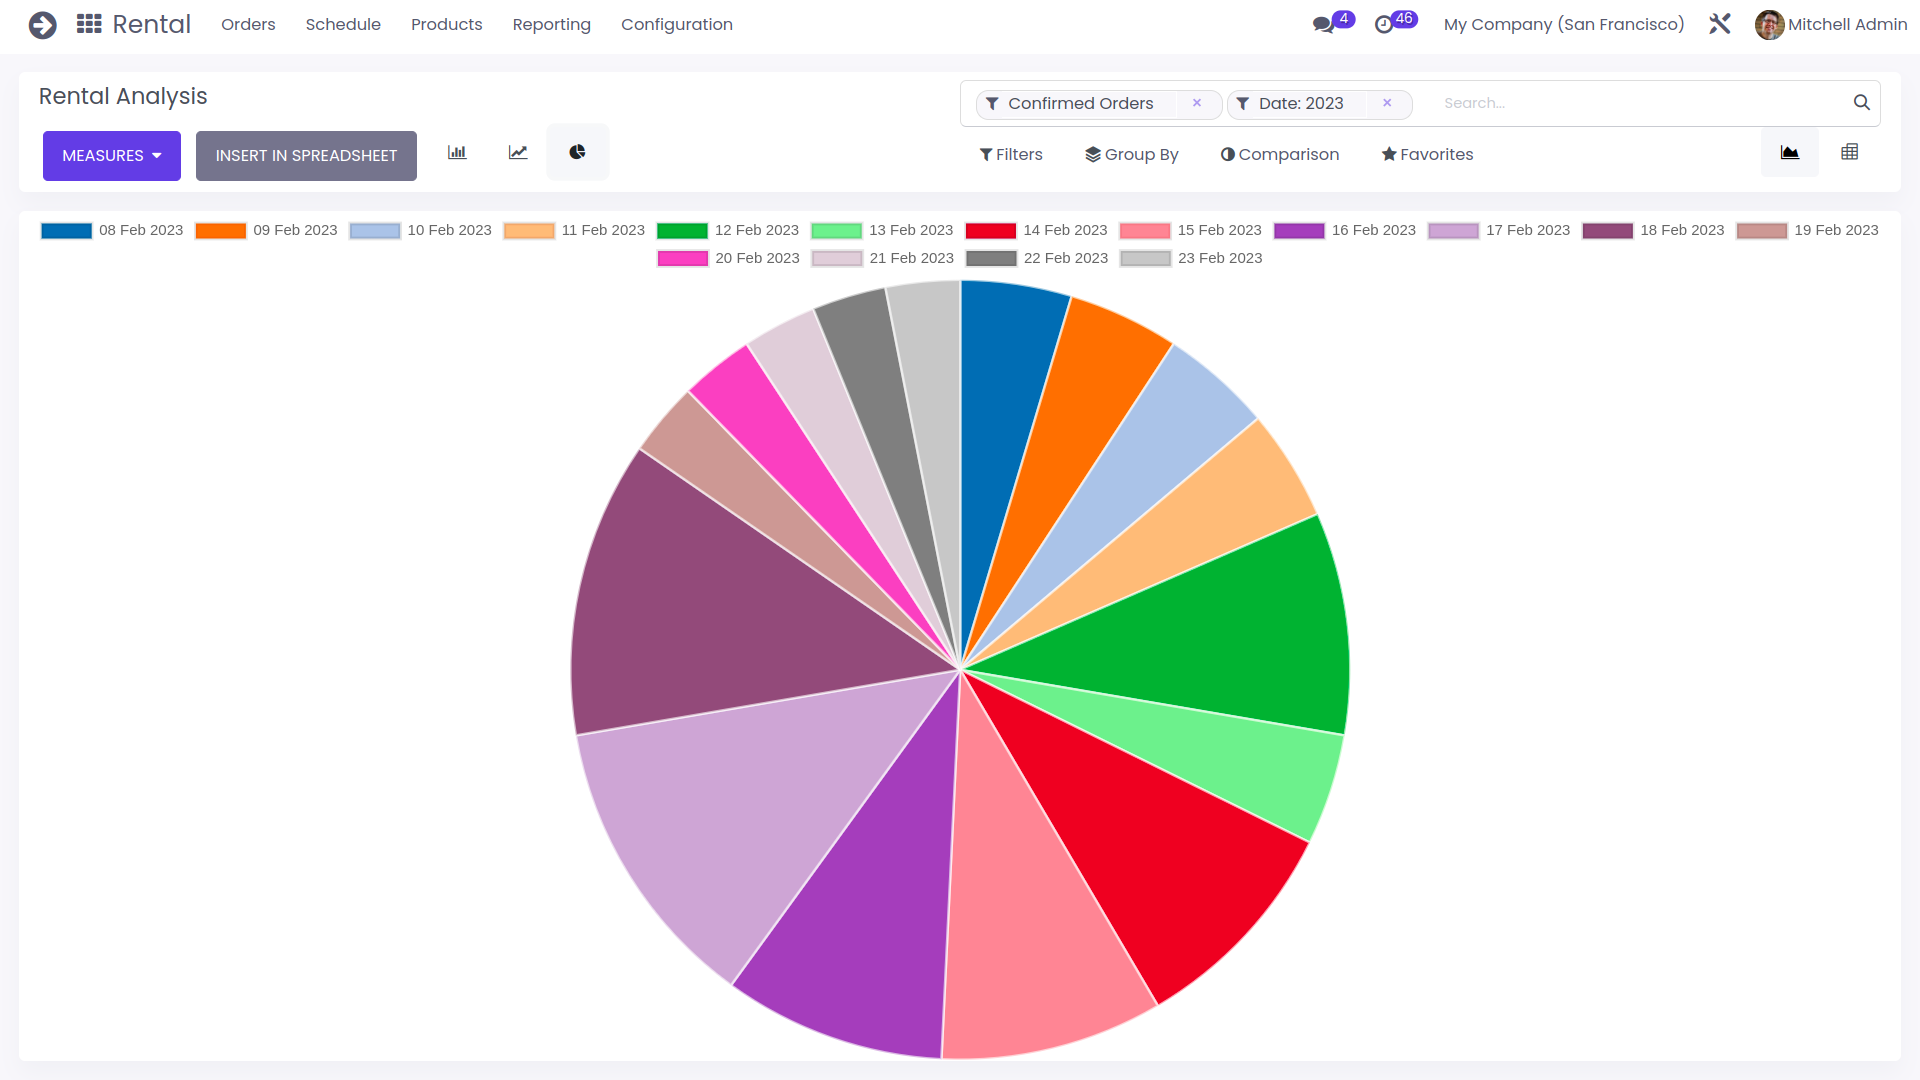 Rental Orders Schedule Products Reporting Configuration 4 46 My Company (San Francisco) Mitchell Admin
Rental Analysis
Confirmed Orders × Date: 2023 × Search...
MEASURES INSERT IN SPREADSHEET Filters Group By Comparison Favorites
08 Feb 2023 09 Feb 2023 10 Feb 2023 11 Feb 2023 12 Feb 2023 13 Feb 2023 14 Feb 2023 15 Feb 2023 16 Feb 2023 17 Feb 2023 18 Feb 2023 19 Feb 2023
20 Feb 2023 21 Feb 2023 22 Feb 2023 23 Feb 2023